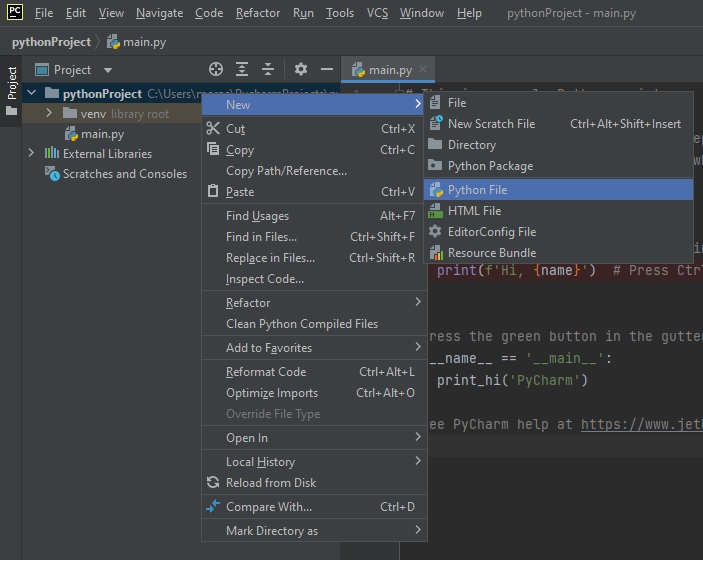 PC File Edit View Navigate Code Refactor Run Tools VCS Window Help pythonProject - main.py
pythonProject main.py
Project
Project
main.py
pythonProject
venv library root
main.py
External Libraries
Scratches and Consoles
New
Cut Ctrl+X
Copy Ctrl+C
Copy Path/Reference...
Paste Ctrl+V
Find Usages Alt+F7
Find in Files... Ctrl+Shift+F
Replace in Files... Ctrl+Shift+R
Inspect Code...
Refactor
Clean Python Compiled Files
Add to Favorites
Reformat Code Ctrl+Alt+L
Optimize Imports Ctrl+Alt+O
Override File Type
Open In
Local History
Reload from Disk
Compare With... Ctrl+D
Mark Directory as
File
New Scratch File Ctrl+Alt+Shift+Insert
Directory
Python Package
Python File
HTML File
EditorConfig File
Resource Bundle
print(f'Hi, {name}') # Press Ctr
ress the green button in the gutter
__name__ == '__main__':
print_hi('PyCharm')
ee PyCharm help at https://www.jet